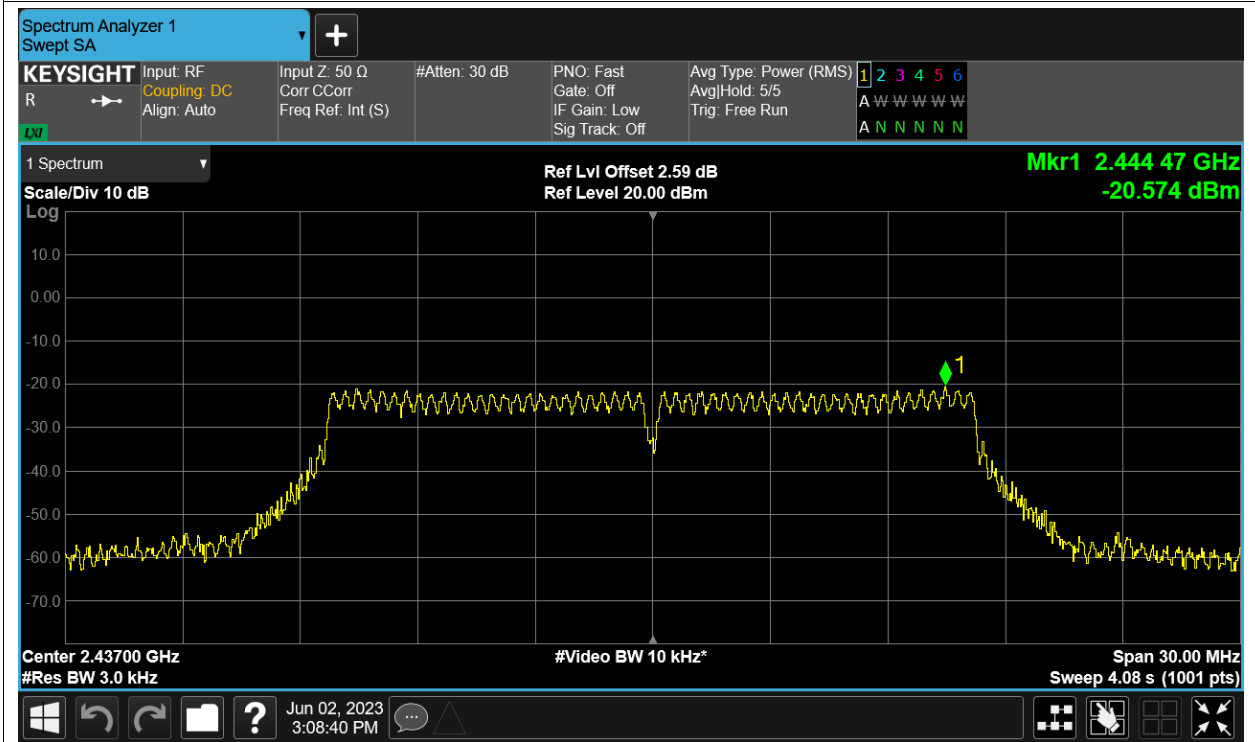 Spectrum Analyzer 1
Swept SA
KEYSIGHT
R
LXI
Input: RF
Coupling: DC
Align: Auto
Input Z: 50 Ω
Corr CCorr
Freq Ref: Int (S)
#Atten: 30 dB
PNO: Fast
Gate: Off
IF Gain: Low
Sig Track: Off
Avg Type: Power (RMS)
Avg|Hold: 5/5
Trig: Free Run
1 2 3 4 5 6
A W W W W W
A N N N N N
1 Spectrum
Scale/Div 10 dB
Ref Lvl Offset 2.59 dB
Ref Level 20.00 dBm
Mkr1 2.444 47 GHz
-20.574 dBm
Log
10.0
0.00
-10.0
-20.0
-30.0
-40.0
-50.0
-60.0
-70.0
1
Center 2.43700 GHz
#Res BW 3.0 kHz
#Video BW 10 kHz*
Span 30.00 MHz
Sweep 4.08 s (1001 pts)
?
Jun 02, 2023
3:08:40 PM